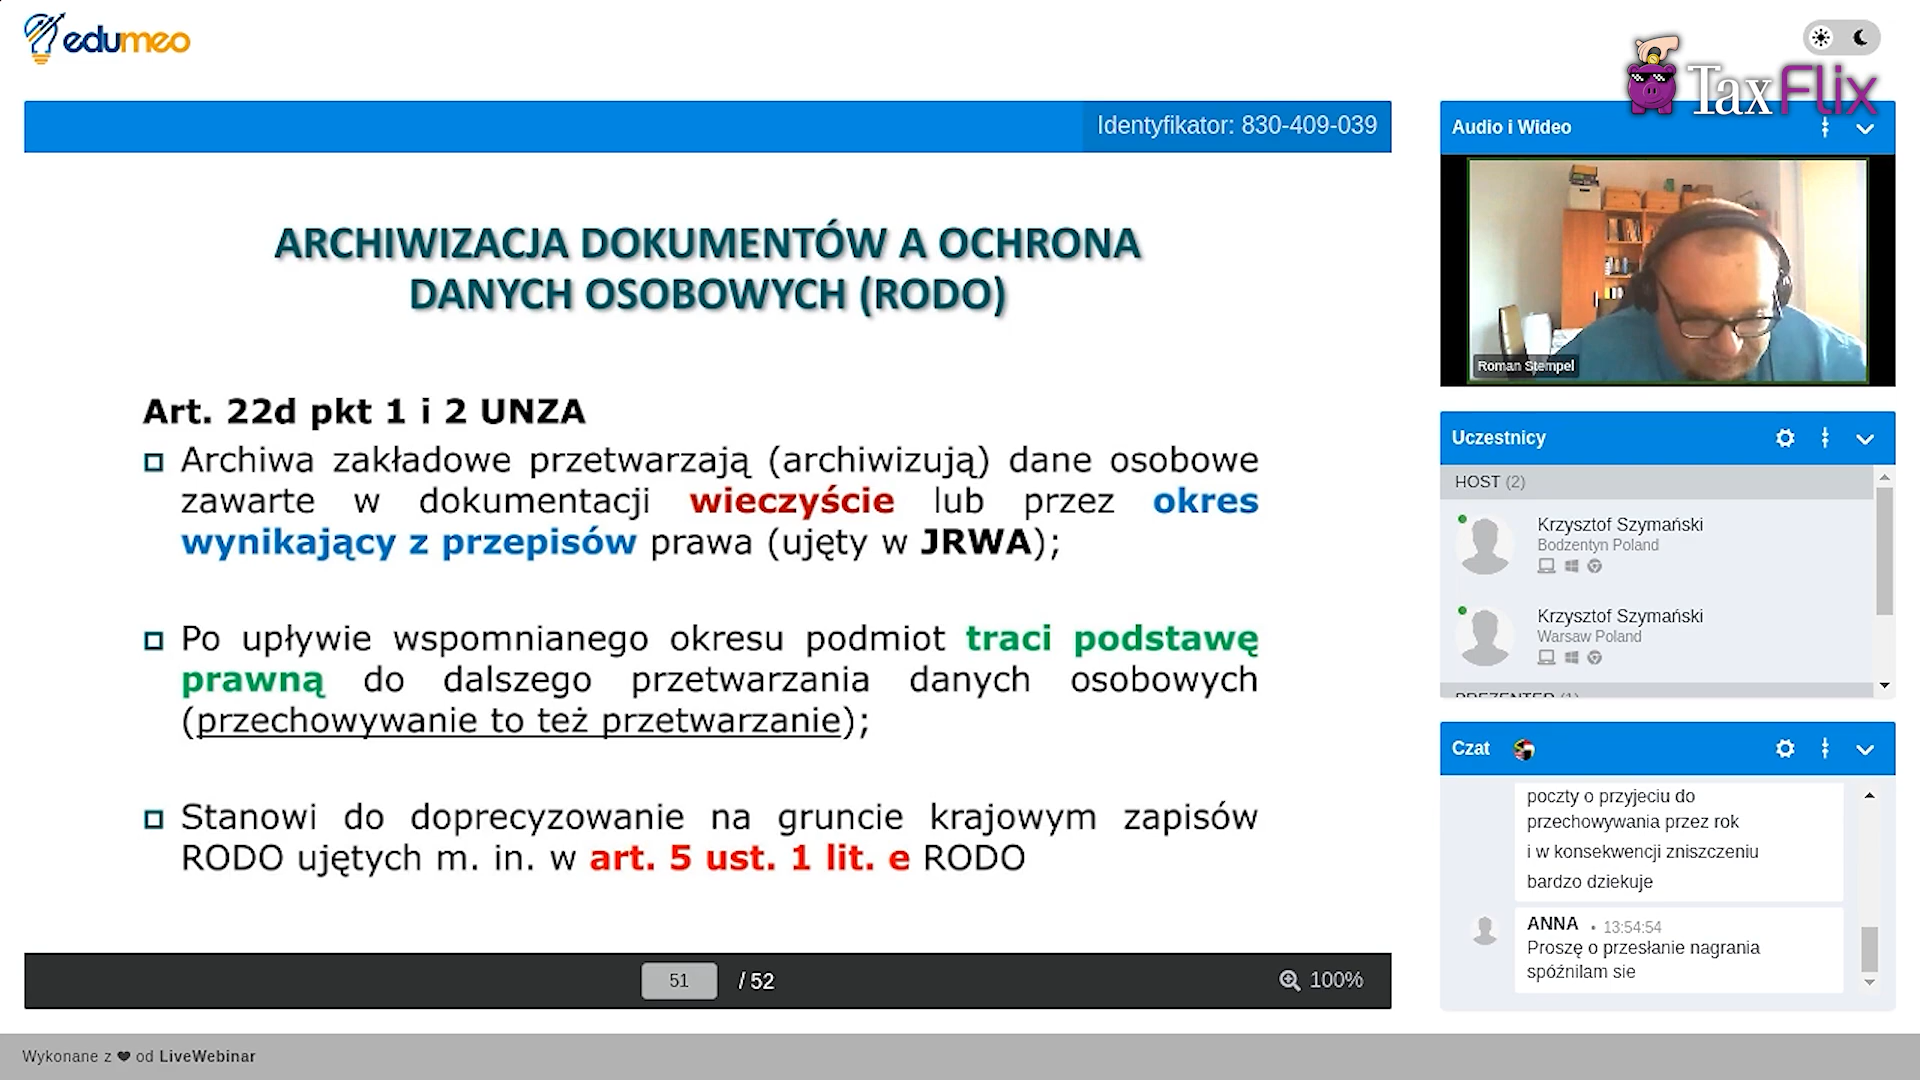 edumeo
TaxFlix
Identyfikator: 830-409-039
ARCHIWIZACJA DOKUMENTÓW A OCHRONA
DANYCH OSOBOWYCH (RODO)
Art. 22d pkt 1 i 2 UNZA
Archiwa zakładowe przetwarzają (archiwizują) dane osobowe
zawarte w dokumentacji wieczyście lub przez okres
wynikający z przepisów prawa (ujęty w JRWA);
Po upływie wspomnianego okresu podmiot traci podstawę
prawną do dalszego przetwarzania danych osobowych
(przechowywanie to też przetwarzanie);
Stanowi do doprecyzowanie na gruncie krajowym zapisów
RODO ujętych m. in. w art. 5 ust. 1 lit. e RODO
51 / 52
100%
Audio i Wideo
Roman Stempel
Uczestnicy
HOST (2)
Krzysztof Szymański
Bodzentyn Poland
Krzysztof Szymański
Warsaw Poland
PREZENTER (1)
Czat
poczty o przyjeciu do
przechowywania przez rok
i w konsekwencji zniszczeniu
bardzo dziekuje
ANNA • 13:54:54
Proszę o przesłanie nagrania
spóźnilam sie
Wykonane z ❤ od LiveWebinar